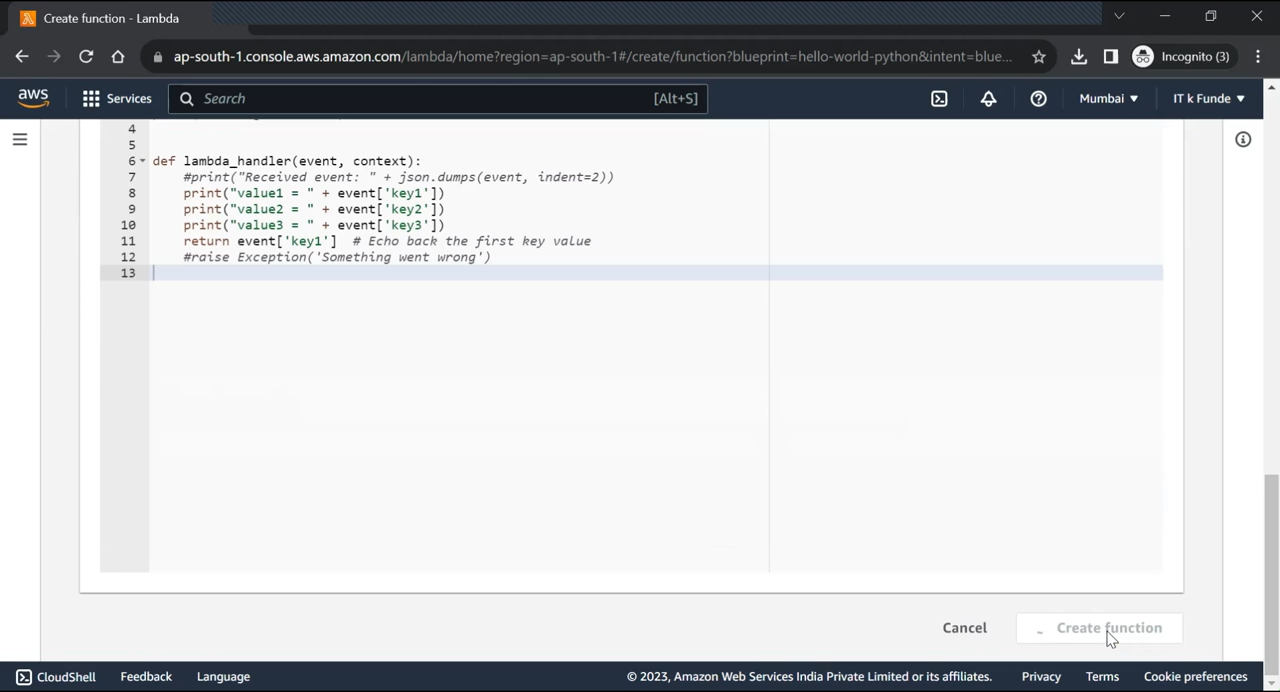 Create function - Lambda
ap-south-1.console.aws.amazon.com/lambda/home?region=ap-south-1#/create/function?blueprint=hello-world-python&intent=blue...
Incognito (3)
aws
Services
Search
[Alt+S]
Mumbai
IT k Funde
4
5
6 def lambda_handler(event, context):
7 #print("Received event: " + json.dumps(event, indent=2))
8 print("value1 = " + event['key1'])
9 print("value2 = " + event['key2'])
10 print("value3 = " + event['key3'])
11 return event['key1']  # Echo back the first key value
12 #raise Exception('Something went wrong')
13
Cancel
Create function
CloudShell
Feedback
Language
© 2023, Amazon Web Services India Private Limited or its affiliates.
Privacy
Terms
Cookie preferences